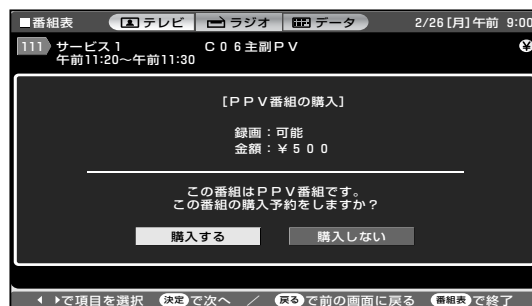 ■番組表 テレビ ラジオ データ 2/26[月]午前 9:00
111 サービス1 C06主副PV ¥
午前11:20～午前11:30
[PPV番組の購入]
録画：可能
金額：¥500
この番組はPPV番組です。
この番組の購入予約をしますか？
購入する 購入しない
で項目を選択 決定で次へ ／ 戻るで前の画面に戻る 番組表で終了